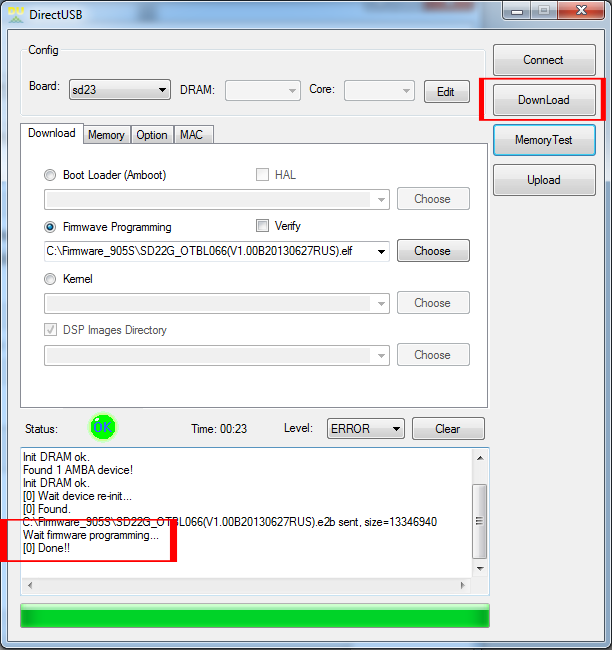 DU DirectUSB
Config
Board: sd23 DRAM: Core: Edit
Connect
DownLoad
MemoryTest
Upload
Download Memory Option MAC
Boot Loader (Amboot) HAL
Choose
Firmwave Programming Verify
C:\Firmware_905S\SD22G_OTBL066(V1.00B20130627RUS).elf Choose
Kernel
Choose
DSP Images Directory
Choose
Status: OK Time: 00:23 Level: ERROR Clear
Init DRAM ok.
Found 1 AMBA device!
Init DRAM ok.
[0] Wait device re-init...
[0] Found.
C:\Firmware_905S\SD22G_OTBL066(V1.00B20130627RUS).e2b sent, size=13346940
Wait firmware programming...
[0] Done!!